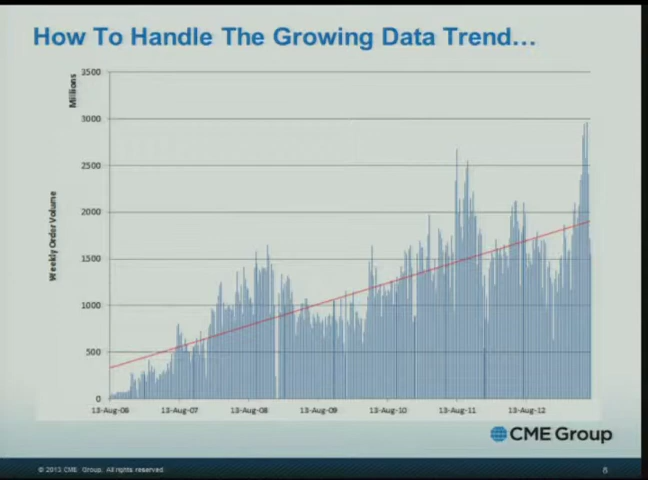 How To Handle The Growing Data Trend...
Millions
3500
3000
2500
2000
1500
1000
500
0
Weekly Order Volume
13-Aug-06
13-Aug-07
13-Aug-08
13-Aug-09
13-Aug-10
13-Aug-11
13-Aug-12
CME Group
© 2013 CME Group. All rights reserved.
8